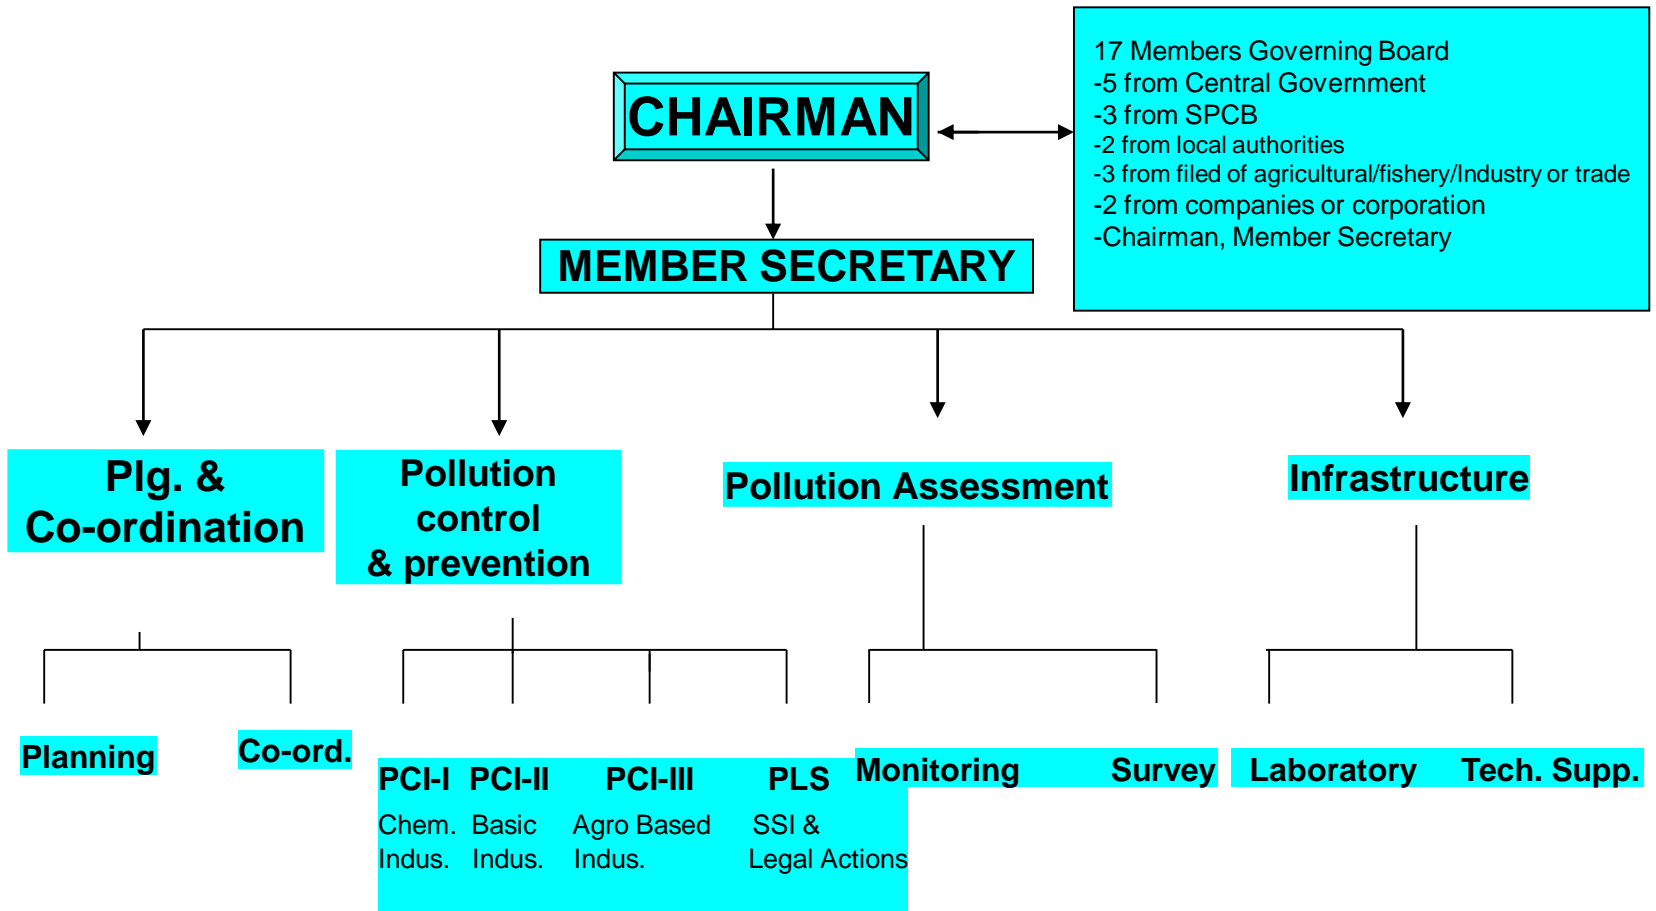 17 Members Governing Board
-5 from Central Government
-3 from SPCB
-2 from local authorities
-3 from filed of agricultural/fishery/Industry or trade
-2 from companies or corporation
-Chairman, Member Secretary
CHAIRMAN
MEMBER SECRETARY
Plg. &
Co-ordination
Pollution
control
& prevention
Pollution Assessment
Infrastructure
Planning
Co-ord.
PCI-I PCI-II PCI-III PLS
Chem. Basic Agro Based SSI &
Indus. Indus. Indus. Legal Actions
Monitoring Survey
Laboratory Tech. Supp.